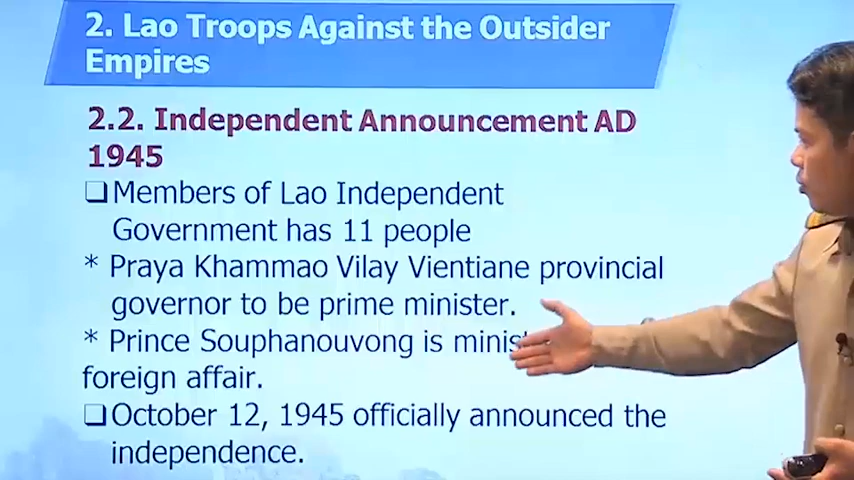 2. Lao Troops Against the Outsider
Empires
2.2. Independent Announcement AD
1945
❑Members of Lao Independent
Government has 11 people
* Praya Khammao Vilay Vientiane provincial
governor to be prime minister.
* Prince Souphanouvong is
foreign affair.
❑October 12, 1945 officially announced the
independence.